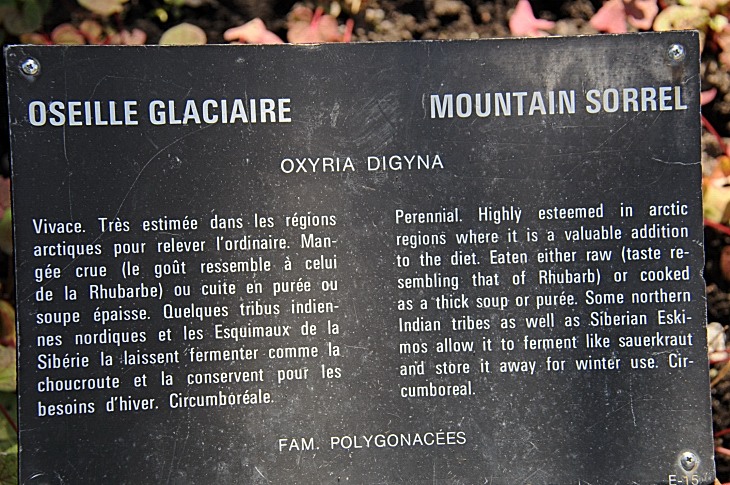 OSEILLE GLACIAIRE
MOUNTAIN SORREL
OXYRIA DIGYNA
Vivace. Très estimée dans les régions
arctiques pour relever l'ordinaire. Man-
gée crue (le goût ressemble à celui
de la Rhubarbe) ou cuite en purée ou
soupe épaisse. Quelques tribus indien-
nes nordiques et les Esquimaux de la
Sibérie la laissent fermenter comme la
choucroute et la conservent pour les
besoins d'hiver. Circumboréale.
Perennial. Highly esteemed in arctic
regions where it is a valuable addition
to the diet. Eaten either raw (taste re-
sembling that of Rhubarb) or cooked
as a thick soup or purée. Some northern
Indian tribes as well as Siberian Eski-
mos allow it to ferment like sauerkraut
and store it away for winter use. Cir-
cumboreal.
FAM. POLYGONACÉES
E-15